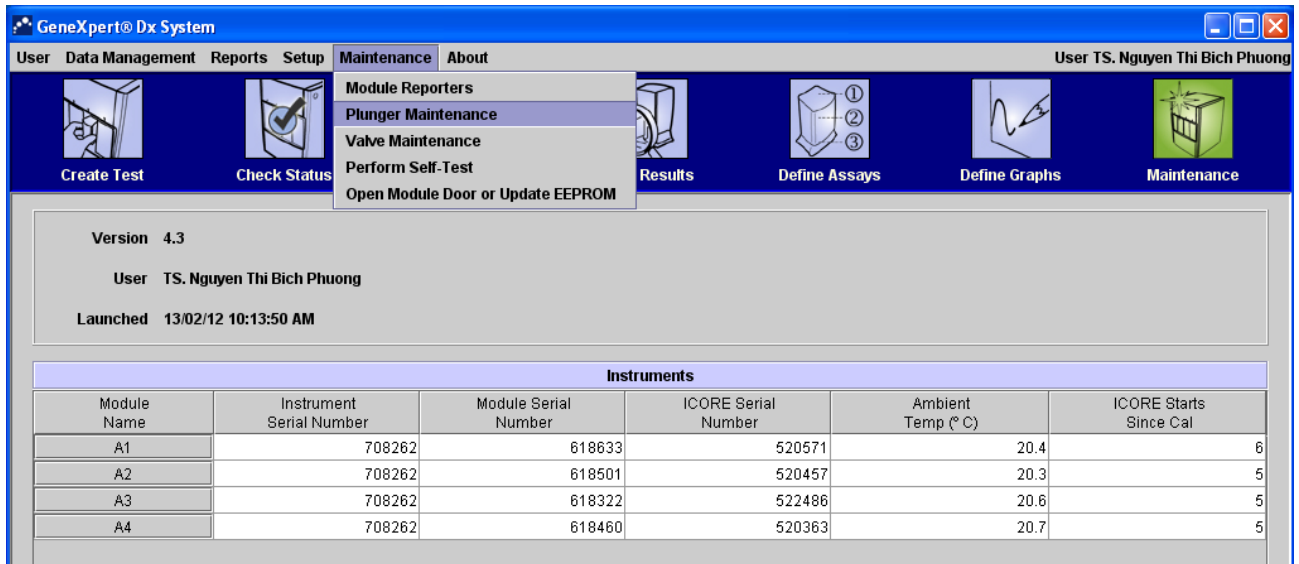 GeneXpert® Dx System
User Data Management Reports Setup Maintenance About User TS. Nguyen Thi Bich Phuong
Module Reporters
Plunger Maintenance
Valve Maintenance
Perform Self-Test
Open Module Door or Update EEPROM
1
2
3
Create Test Check Status Results Define Assays Define Graphs Maintenance
Version 4.3
User TS. Nguyen Thi Bich Phuong
Launched 13/02/12 10:13:50 AM
Instruments
Module Instrument Module Serial ICORE Serial Ambient ICORE Starts
Name Serial Number Number Number Temp (° C) Since Cal
A1 708262 618633 520571 20.4 6
A2 708262 618501 520457 20.3 5
A3 708262 618322 522486 20.6 5
A4 708262 618460 520363 20.7 5